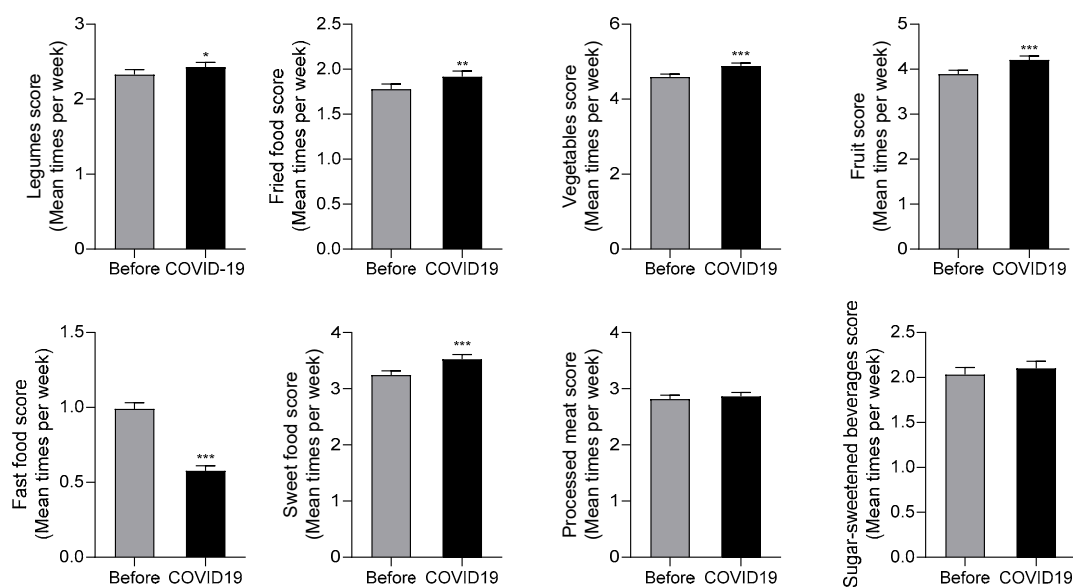 Legumes score
(Mean times per week)
3
2
1
0
*
Before COVID-19
Fried food score
(Mean times per week)
2.5
2.0
1.5
1.0
0.5
0.0
**
Before COVID19
Vegetables score
(Mean times per week)
6
4
2
0
***
Before COVID19
Fruit score
(Mean times per week)
5
4
3
2
1
0
***
Before COVID19
Fast food score
(Mean times per week)
1.5
1.0
0.5
0.0
***
Before COVID19
Sweet food score
(Mean times per week)
4
3
2
1
0
***
Before COVID19
Processed meat score
(Mean times per week)
4
3
2
1
0
Before COVID19
Sugar-sweetened beverages score
(Mean times per week)
2.5
2.0
1.5
1.0
0.5
0.0
Before COVID19